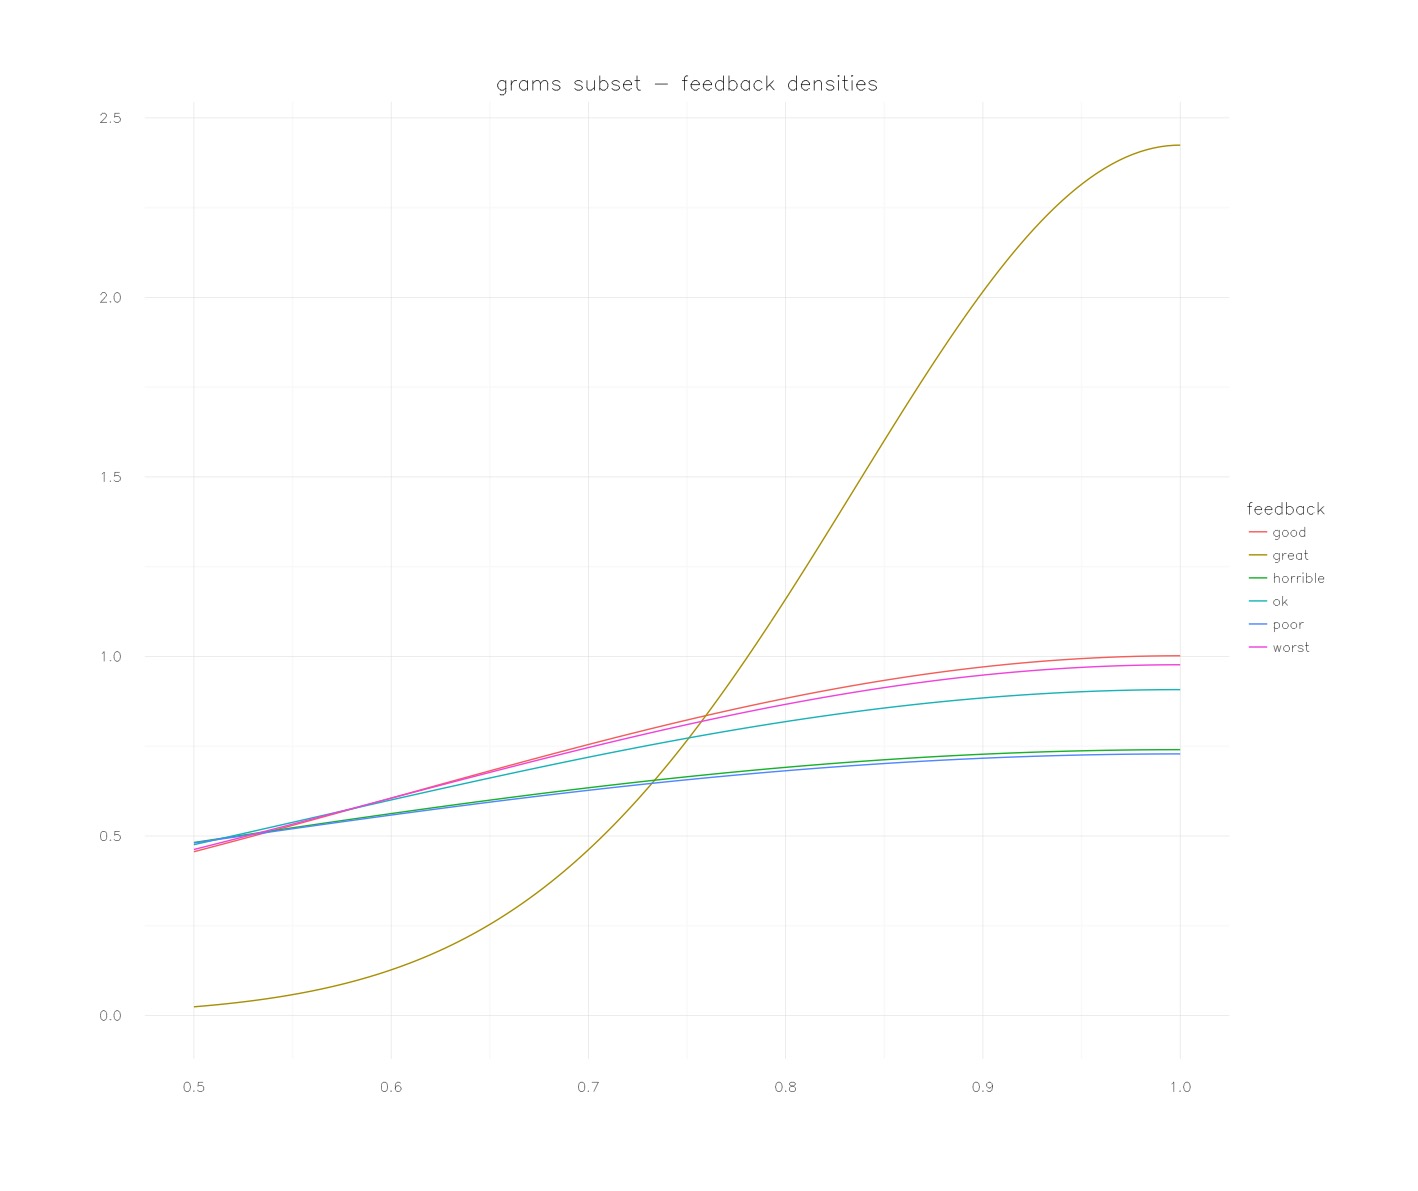 grams subset – feedback densities
2.5
2.0
1.5
1.0
0.5
0.0
0.5 0.6 0.7 0.8 0.9 1.0
feedback
good
great
horrible
ok
poor
worst